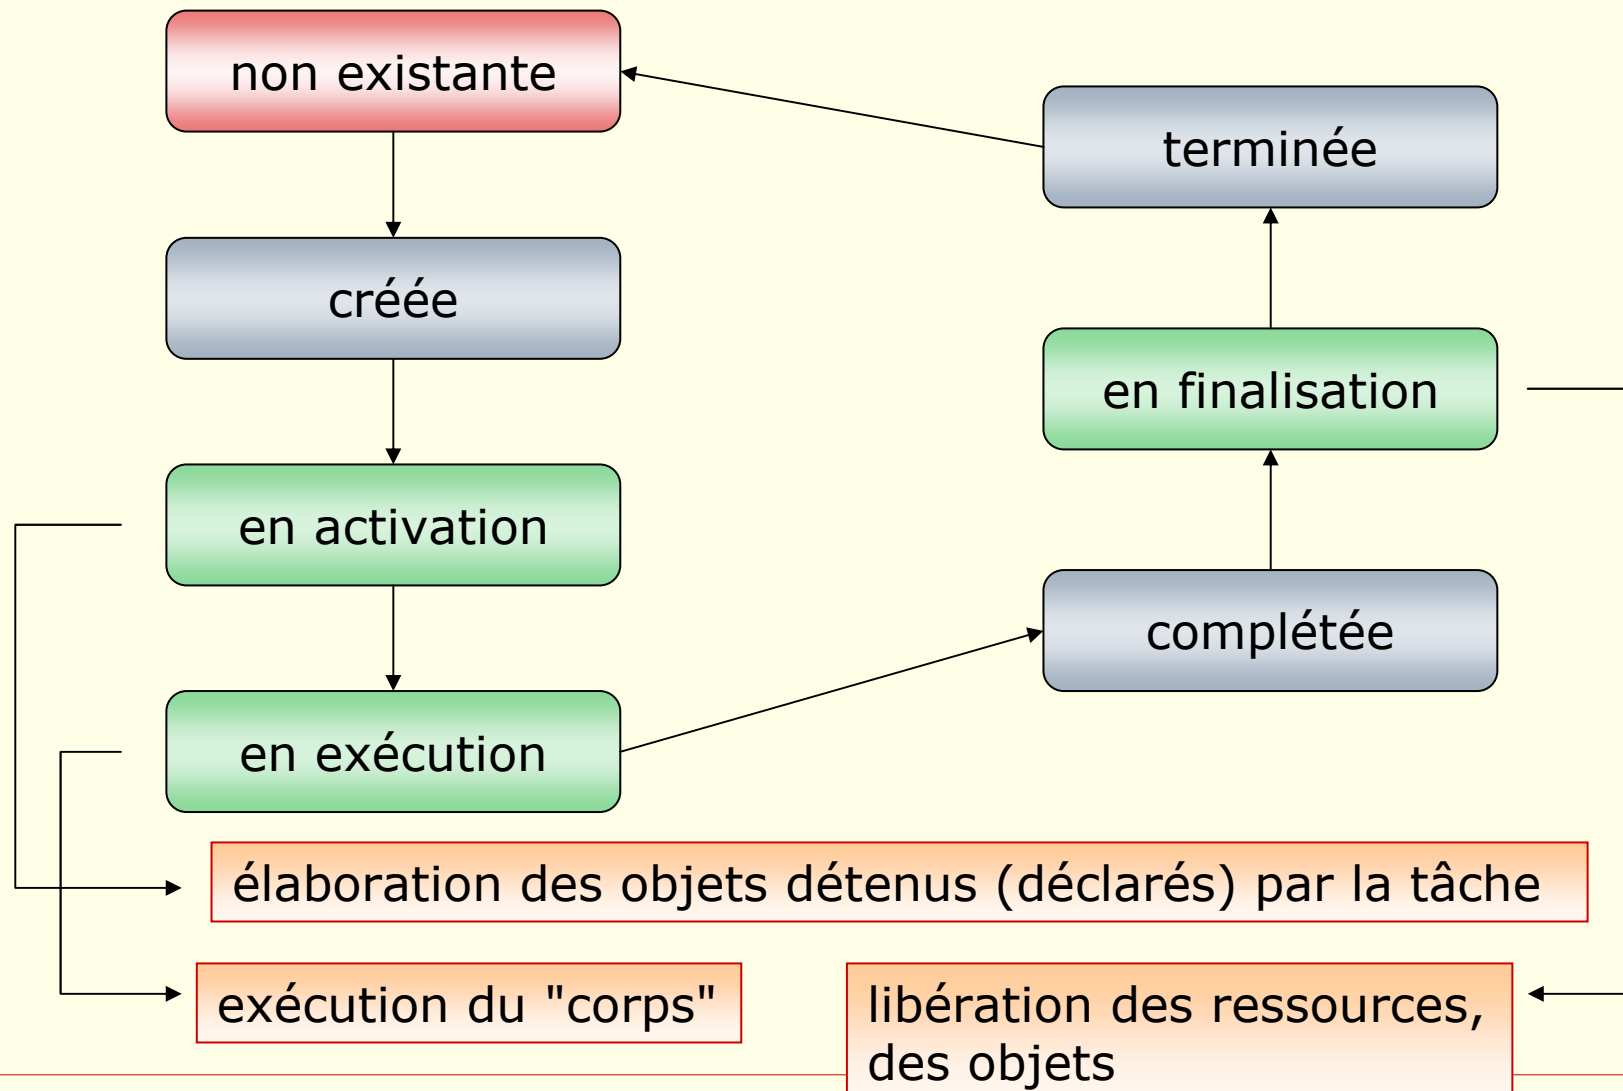 non existante
créée
en activation
en exécution
terminée
en finalisation
complétée
élaboration des objets détenus (déclarés) par la tâche
exécution du "corps"
libération des ressources,
des objets